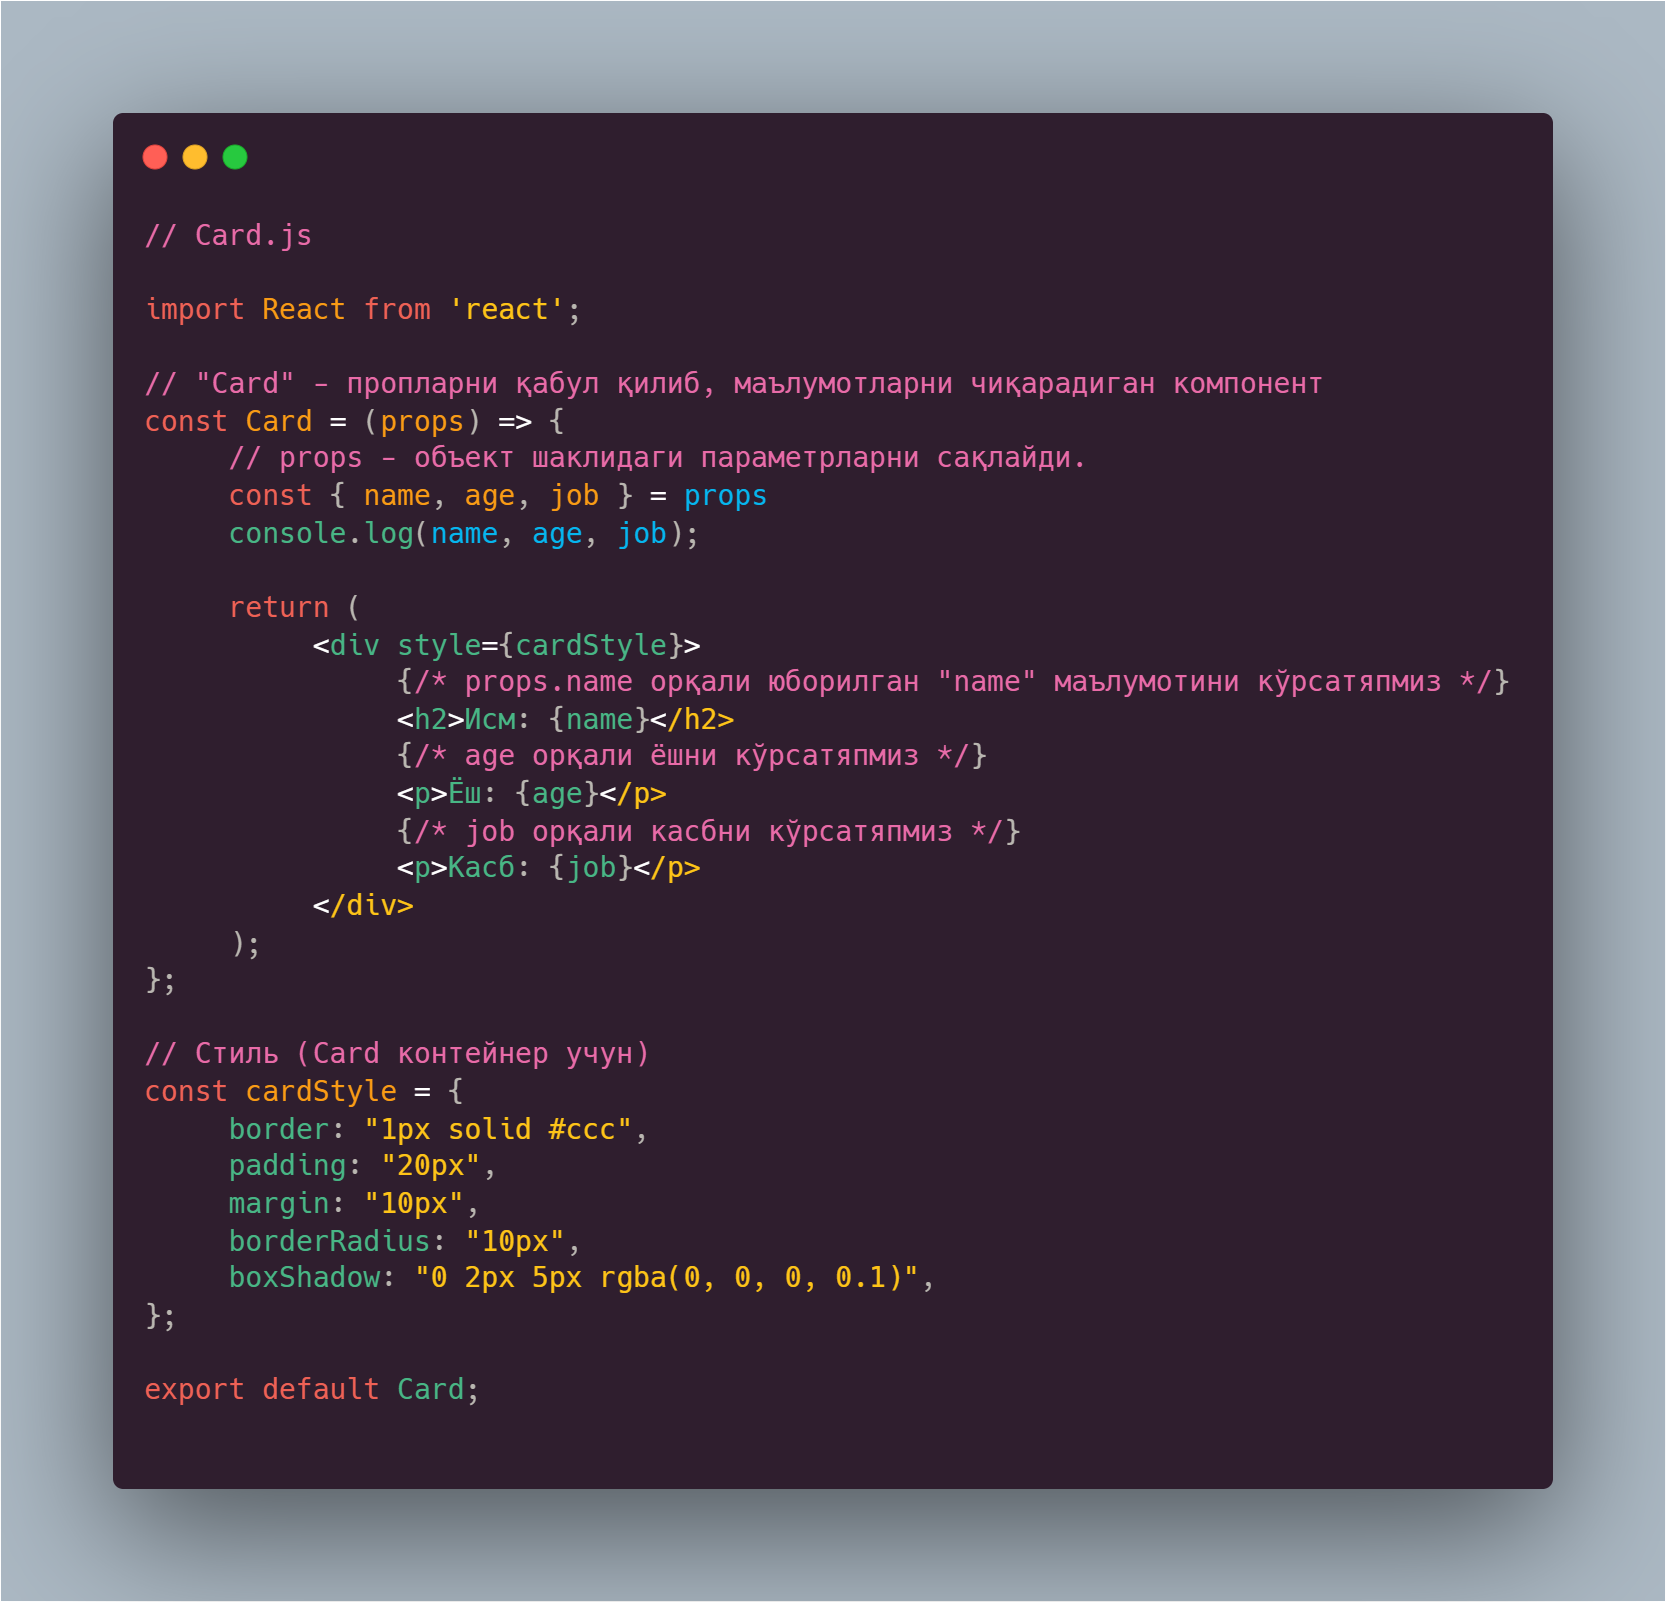 // Card.js
import React from 'react';
// "Card" - пропларни қабул қилиб, маълумотларни чиқарадиган компонент
const Card = (props) => {
// props - объект шаклидаги параметрларни сақлайди.
const { name, age, job } = props
console.log(name, age, job);
return (
<div style={cardStyle}>
{/* props.name орқали юборилган "name" маълумотини кўрсатяпмиз */}
<h2>Исм: {name}</h2>
{/* age орқали ёшни кўрсатяпмиз */}
<p>Ёш: {age}</p>
{/* job орқали касбни кўрсатяпмиз */}
<p>Касб: {job}</p>
</div>
);
};
// Стиль (Card контейнер учун)
const cardStyle = {
border: "1px solid #ccc",
padding: "20px",
margin: "10px",
borderRadius: "10px",
boxShadow: "0 2px 5px rgba(0, 0, 0, 0.1)",
};
export default Card;